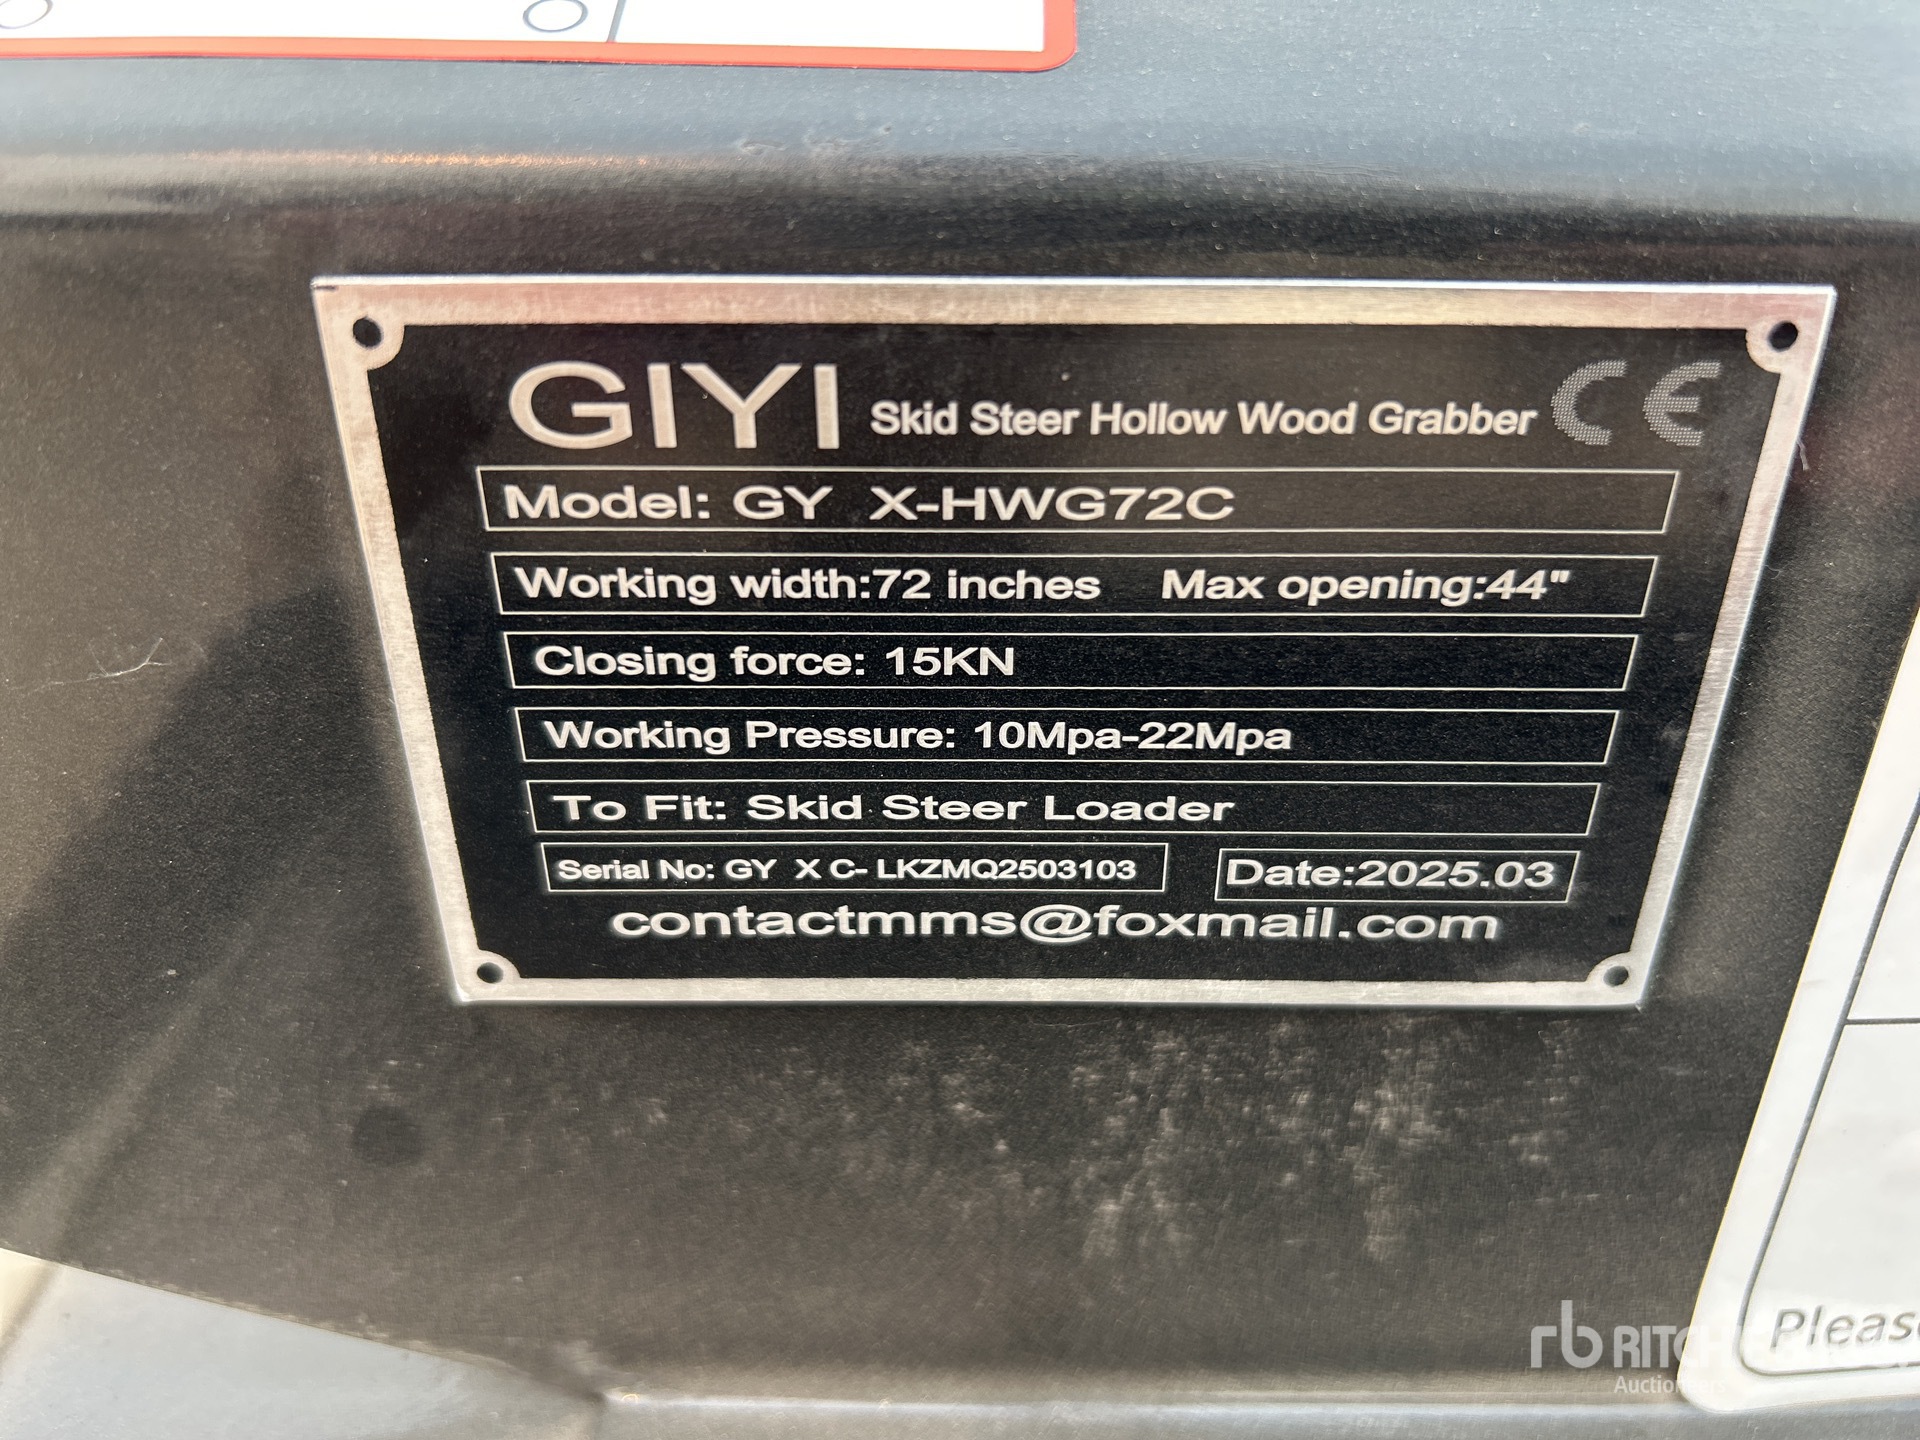 GIYI Skid Steer Hollow Wood Grabber CE
Model: GY X-HWG72C
Working width:72 inches Max opening:44"
Closing force: 15KN
Working Pressure: 10Mpa-22Mpa
To Fit: Skid Steer Loader
Serial No: GY X C- LKZMQ2503103 Date:2025.03
contactmms@foxmail.com
rb
Auctioneers